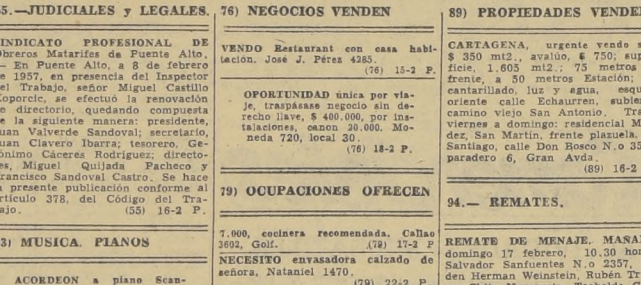 5.—JUDICIALES y LEGALES.
SINDICATO PROFESIONAL DE
Obreros Matarifes de Puente Alto.
— En Puente Alto, a 8 de febrero
de 1957, en presencia del Inspector
del Trabajo, señor Miguel Castillo
Koporcic, se efectuó la renovación
de directorio, quedando compuesta
de la siguiente manera: presidente,
Juan Valverde Sandoval; secretario,
Juan Clavero Ibarra; tesorero, Ge-
rónimo Cáceres Rodríguez; directo-
res, Miguel Quijada Pacheco y
Francisco Sandoval Castro. Se hace
la presente publicación conforme al
artículo 378, del Código del Tra-
bajo. (55) 16-2 P.
3) MUSICA. PIANOS
ACORDEON a piano Scan-
76) NEGOCIOS VENDEN
VENDO Restaurant con casa habi-
tación. José J. Pérez 4285.
(76) 15-2 P.
OPORTUNIDAD única por via-
je, traspásase negocio sin de-
recho llave, $ 400.000, por ins-
talaciones, canon 20.000. Mo-
neda 720, local 30.
(76) 18-2 P.
79) OCUPACIONES OFRECEN
7.000, cocinera recomendada. Callao
3602, Golf. (79) 17-2 P
NECESITO envasadora calzado de
señora, Nataniel 1470.
(79) 22-2 P.
89) PROPIEDADES VENDE
CARTAGENA, urgente vendo
$ 350 mt2., avalúo, $ 750; sup
ficie, 1.605 mt2.; 75 metros
frente, a 50 metros Estación;
cantarillado, luz y agua, esqu
oriente calle Echaurren, subie
camino viejo San Antonio. Tra
viernes a domingo: residencial M
dez, San Martín, frente plazuela.
Santiago, calle Don Bosco N.o 35
paradero 6, Gran Avda.
(89) 16-2
94.— REMATES.
REMATE DE MENAJE. MAÑA
domingo 17 febrero, 10.30 hor
Salvador Sanfuentes N.o 2357,
den Herman Weinstein, Rubén Tr